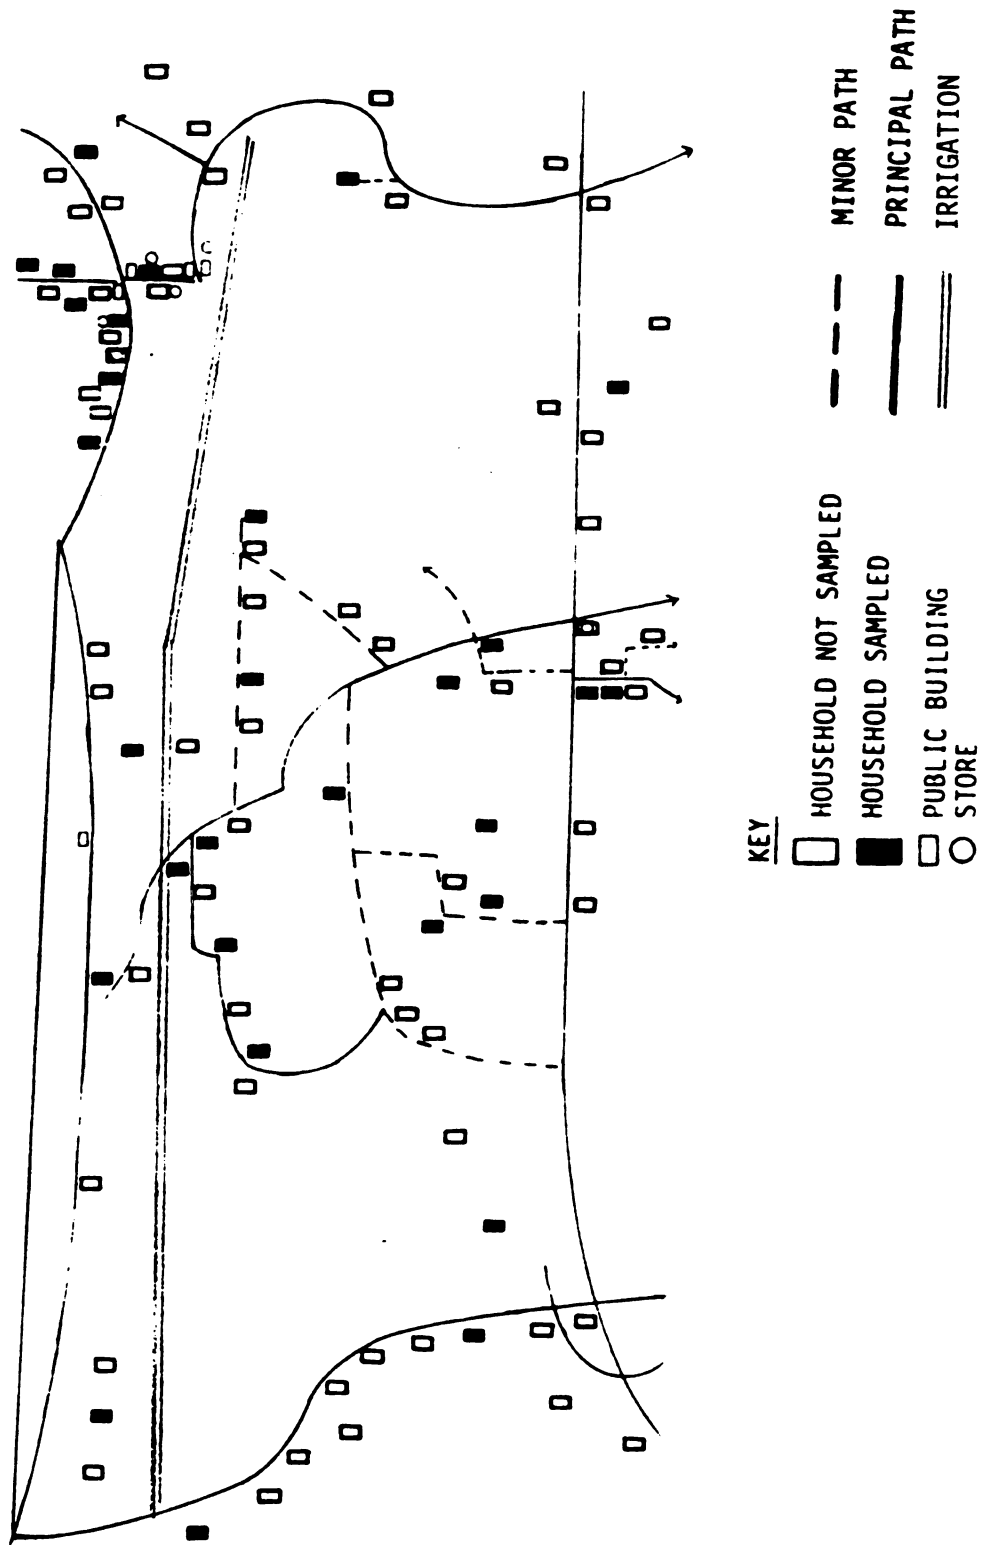 KEY
HOUSEHOLD NOT SAMPLED
HOUSEHOLD SAMPLED
PUBLIC BUILDING
STORE
MINOR PATH
PRINCIPAL PATH
IRRIGATION